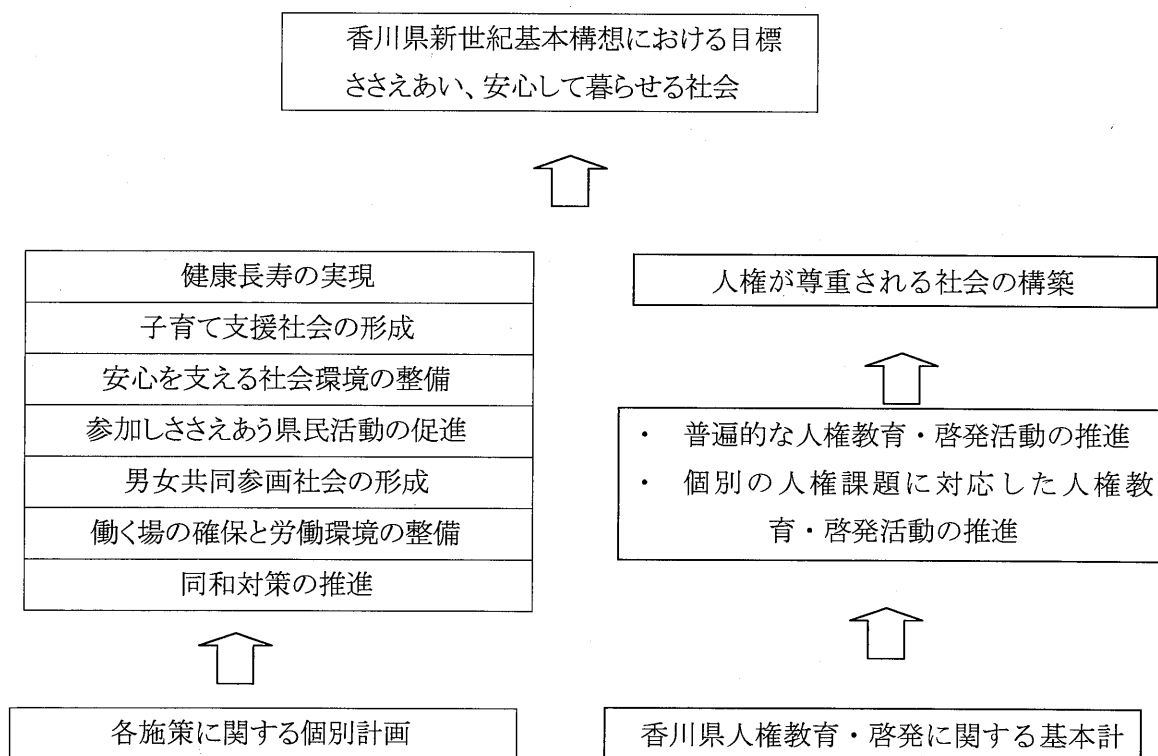 香川県新世紀基本構想における目標
ささえあい、安心して暮らせる社会
健康長寿の実現
子育て支援社会の形成
安心を支える社会環境の整備
参加しささえあう県民活動の促進
男女共同参画社会の形成
働く場の確保と労働環境の整備
同和対策の推進
各施策に関する個別計画
人権が尊重される社会の構築
・ 普遍的な人権教育・啓発活動の推進
・ 個別の人権課題に対応した人権教
育・啓発活動の推進
香川県人権教育・啓発に関する基本計